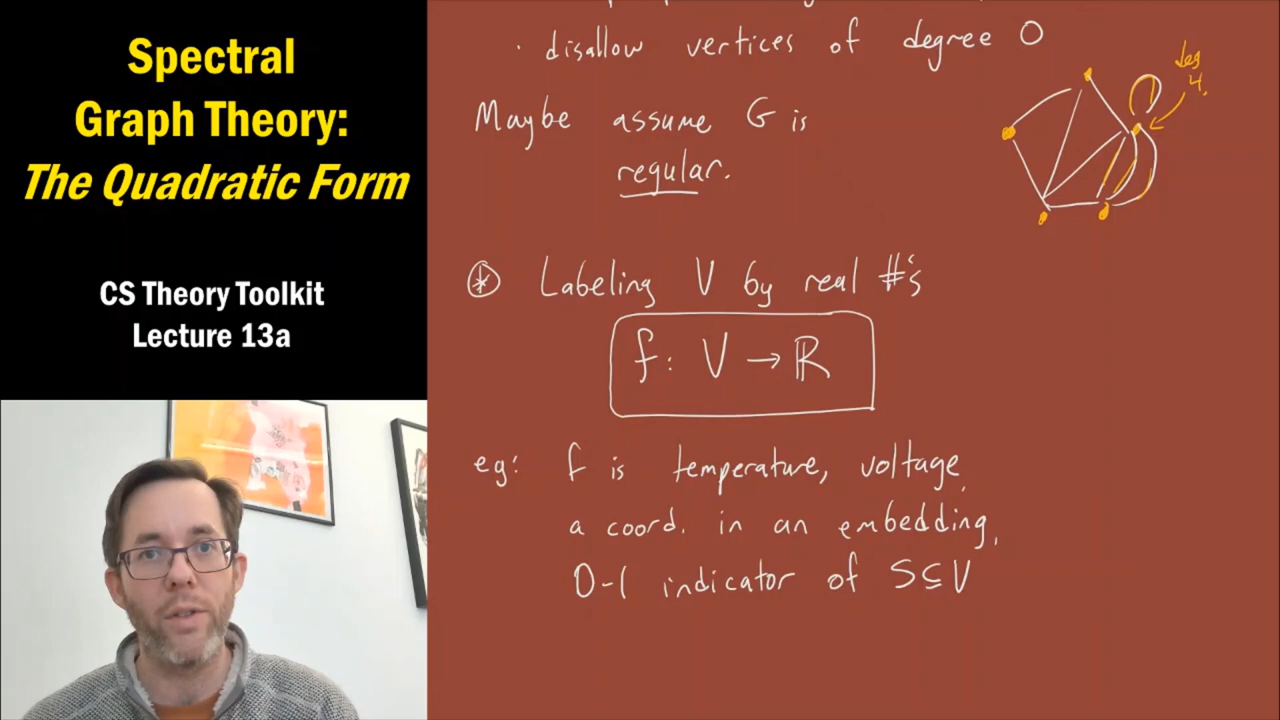 Spectral
Graph Theory:
The Quadratic Form
CS Theory Toolkit
Lecture 13a
· disallow vertices of degree 0
Maybe assume G is
regular.
deg
4.
⊛ Labeling V by real #'s
f: V → ℝ
eg: f is temperature, voltage,
a coord. in an embedding,
0-1 indicator of S⊆V